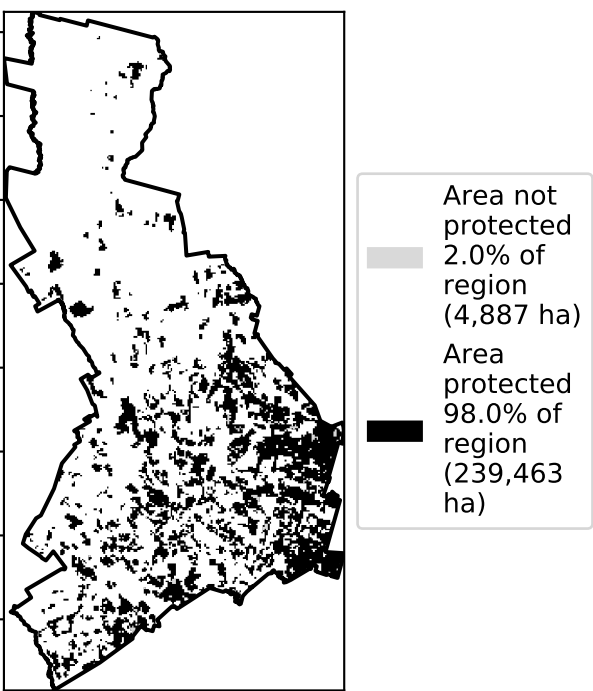 Area not
protected
2.0% of
region
(4,887 ha)
Area
protected
98.0% of
region
(239,463
ha)